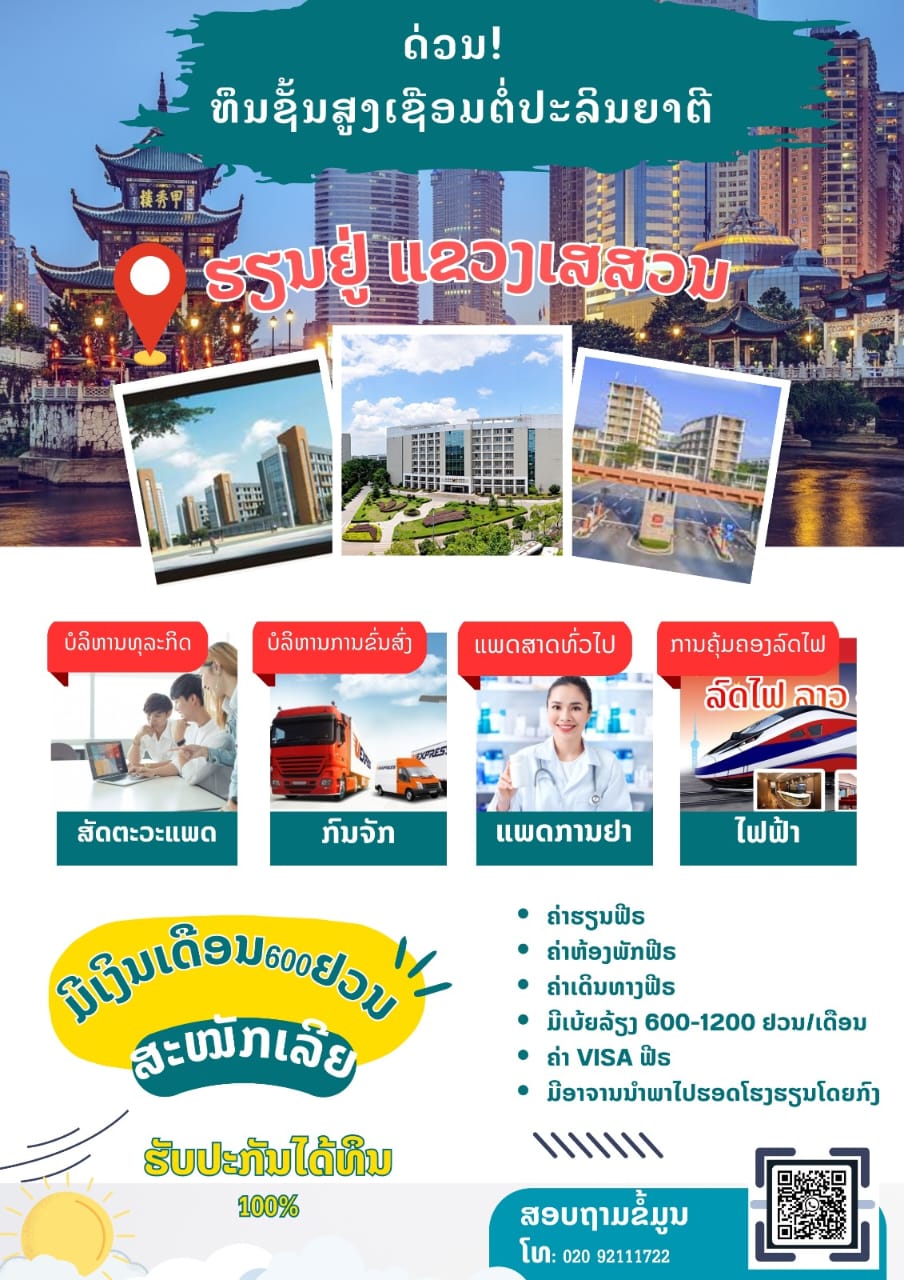 ດ່ວນ!
ທຶນຊັ້ນສູງເຊື່ອມຕໍ່ປະລິນຍາຕີ
甲秀楼
ຮຽນຢູ່ ແຂວງເສສວນ
ບໍລິຫານທຸລະກິດ
ບໍລິຫານການຂົ່ນສົ່ງ
ແພດສາດທົ່ວໄປ
ການຄຸ້ມຄອງລົດໄຟ
ລົດໄຟ ລາວ
EXPRESS
EXPRESS
ສັດຕະວະແພດ
ກົນຈັກ
ແພດການຢາ
ໄຟຟ້າ
ມີເງິນເດືອນ600ຢວນ
ສະໝັກເລີຍ
ຮັບປະກັນໄດ້ທຶນ
100%
ຄ່າຮຽນຟີຣ
ຄ່າຫ້ອງພັກຟີຣ
ຄ່າເດິນທາງຟີຣ
ມີເບ້ຍລ້ຽງ 600-1200 ຢວນ/ເດືອນ
ຄ່າ VISA ຟີຣ
ມີອາຈານນຳພາໄປຮອດໂຮງຮຽນໂດຍກົງ
ສອບຖາມຂໍ້ມູນ
ໂທ: 020 92111722